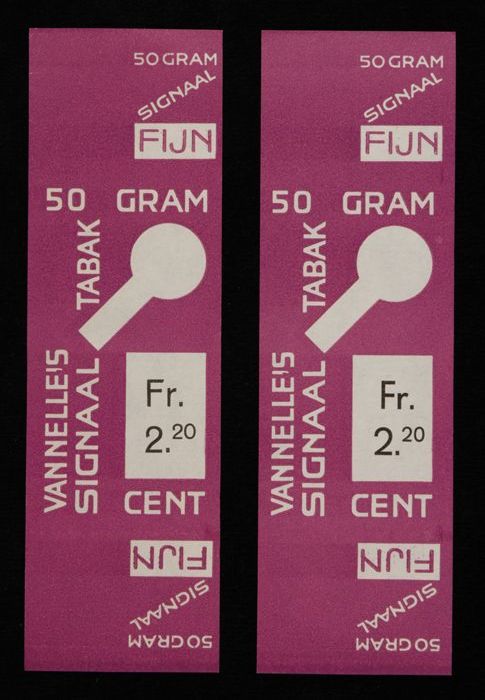 50 GRAM
SIGNAAL
FIJN
50 GRAM
TABAK
VANNELLE'S
SIGNAAL
Fr.
2.20
CENT
FIJN
SIGNAAL
50 GRAM
50 GRAM
SIGNAAL
FIJN
50 GRAM
TABAK
VANNELLE'S
SIGNAAL
Fr.
2.20
CENT
FIJN
SIGNAAL
50 GRAM